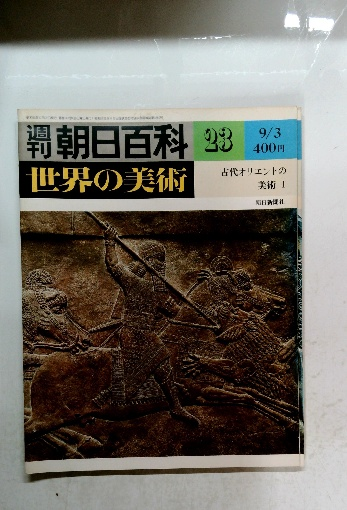 週刊 朝日百科
23
9/3
400円
世界の美術
古代オリエントの
美術 1
朝日新聞社